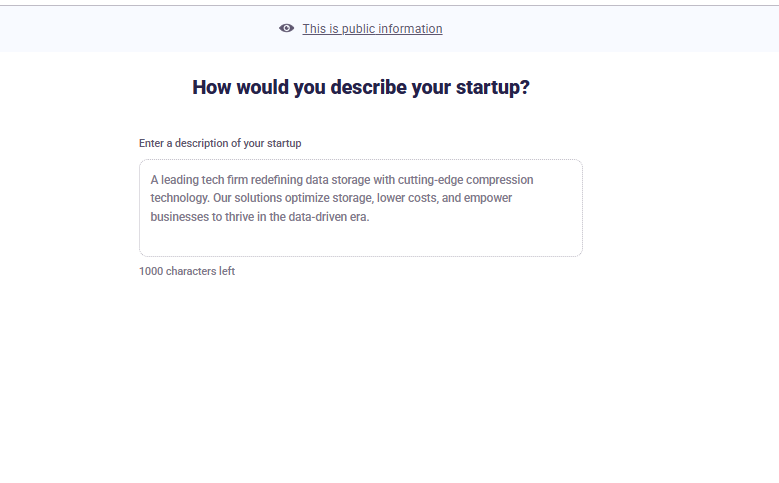 This is public information
How would you describe your startup?
Enter a description of your startup
A leading tech firm redefining data storage with cutting-edge compression
technology. Our solutions optimize storage, lower costs, and empower
businesses to thrive in the data-driven era.
1000 characters left